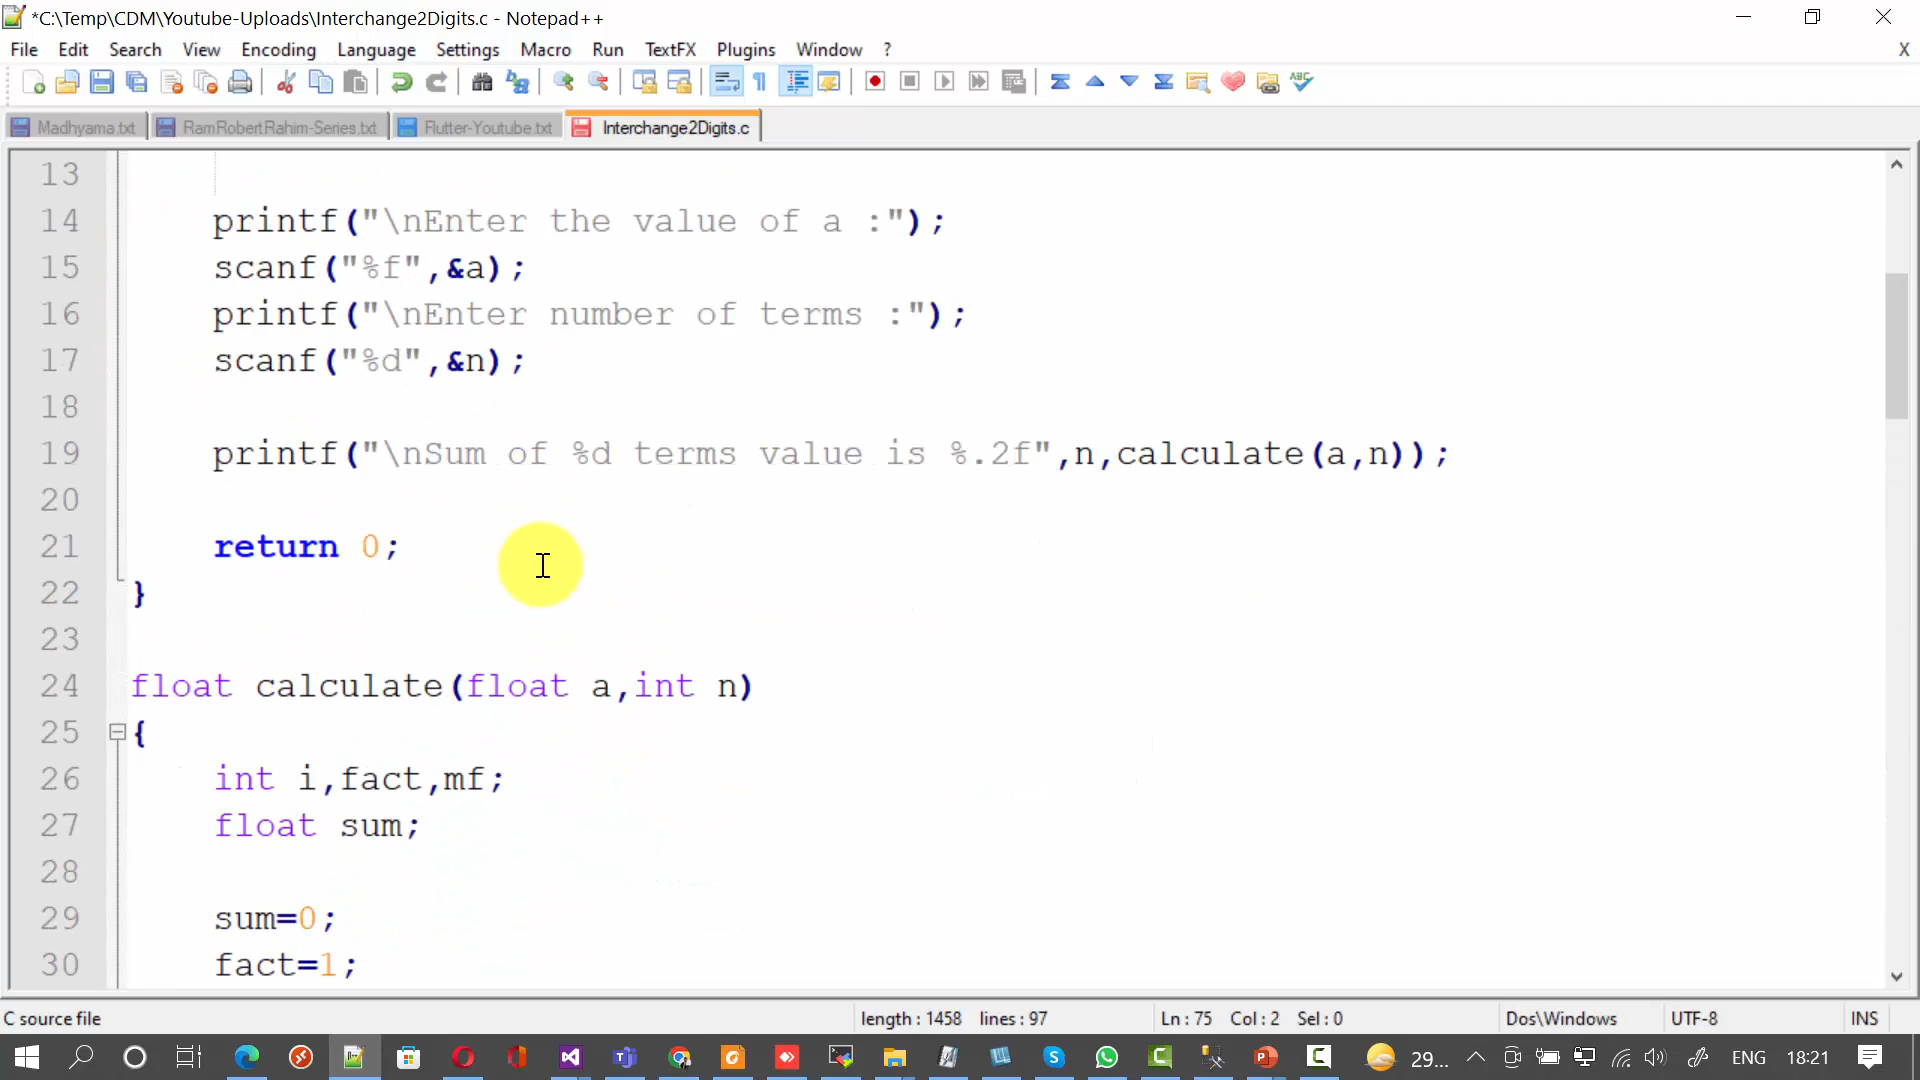 *C:\Temp\CDM\Youtube-Uploads\Interchange2Digits.c - Notepad++
File Edit Search View Encoding Language Settings Macro Run TextFX Plugins Window ? X
Madhyama.txt RamRobertRahim-Series.txt Flutter-Youtube.txt Interchange2Digits.c
13
14 printf("\nEnter the value of a :");
15 scanf("%f",&a);
16 printf("\nEnter number of terms :");
17 scanf("%d",&n);
18
19 printf("\nSum of %d terms value is %.2f",n,calculate(a,n));
20
21 return 0;
22 }
23
24 float calculate(float a,int n)
25 {
26 int i,fact,mf;
27 float sum;
28
29 sum=0;
30 fact=1;
C source file length : 1458 lines : 97 Ln : 75 Col : 2 Sel : 0 Dos\Windows UTF-8 INS
29... ENG 18:21